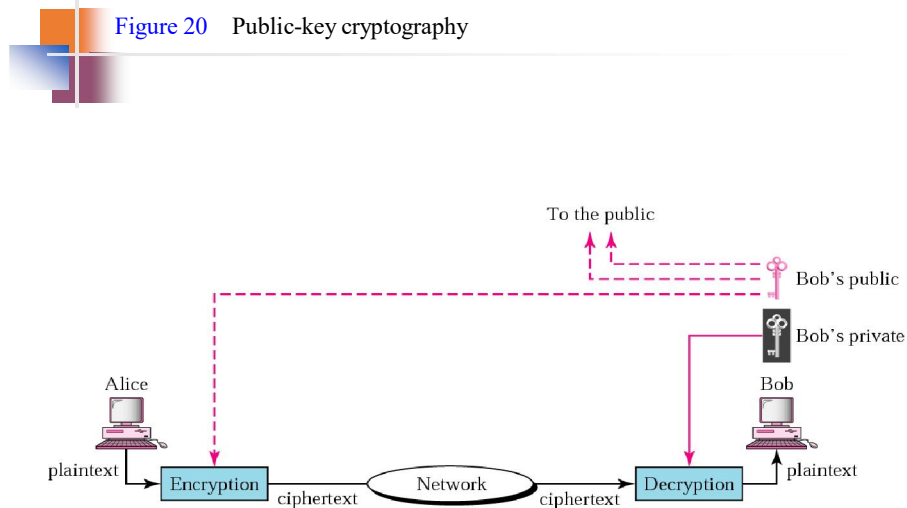 Figure 20 Public-key cryptography
To the public
Bob's public
Bob's private
Alice
Bob
plaintext
Encryption
ciphertext
Network
ciphertext
Decryption
plaintext